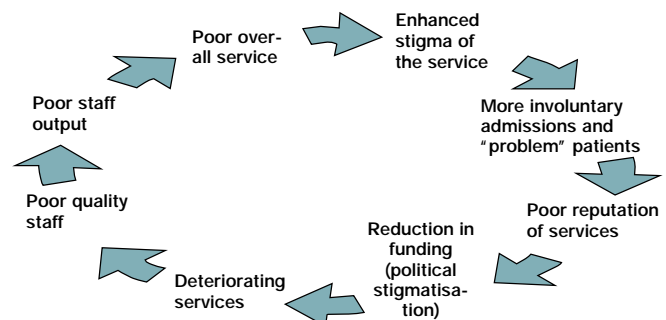 Poor over-
all service
Enhanced
stigma of
the service
More involuntary
admissions and
“problem” patients
Poor reputation
of services
Reduction in
funding
(political
stigmatisa-
tion)
Deteriorating
services
Poor quality
staff
Poor staff
output